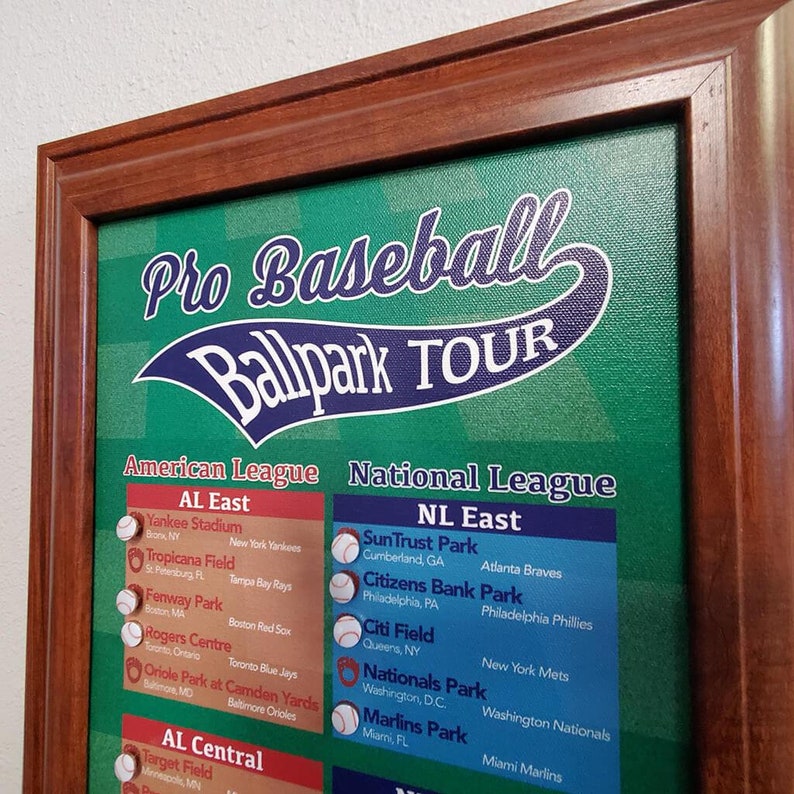 Pro Baseball
Ballpark TOUR
American League
AL East
Yankee Stadium
Bronx, NY
New York Yankees
Tropicana Field
St. Petersburg, FL
Tampa Bay Rays
Fenway Park
Boston, MA
Boston Red Sox
Rogers Centre
Toronto, Ontario
Toronto Blue Jays
Oriole Park at Camden Yards
Baltimore, MD
Baltimore Orioles
AL Central
Target Field
Minneapolis, MN
National League
NL East
SunTrust Park
Cumberland, GA
Atlanta Braves
Citizens Bank Park
Philadelphia, PA
Philadelphia Phillies
Citi Field
Queens, NY
New York Mets
Nationals Park
Washington, D.C.
Washington Nationals
Marlins Park
Miami, FL
Miami Marlins